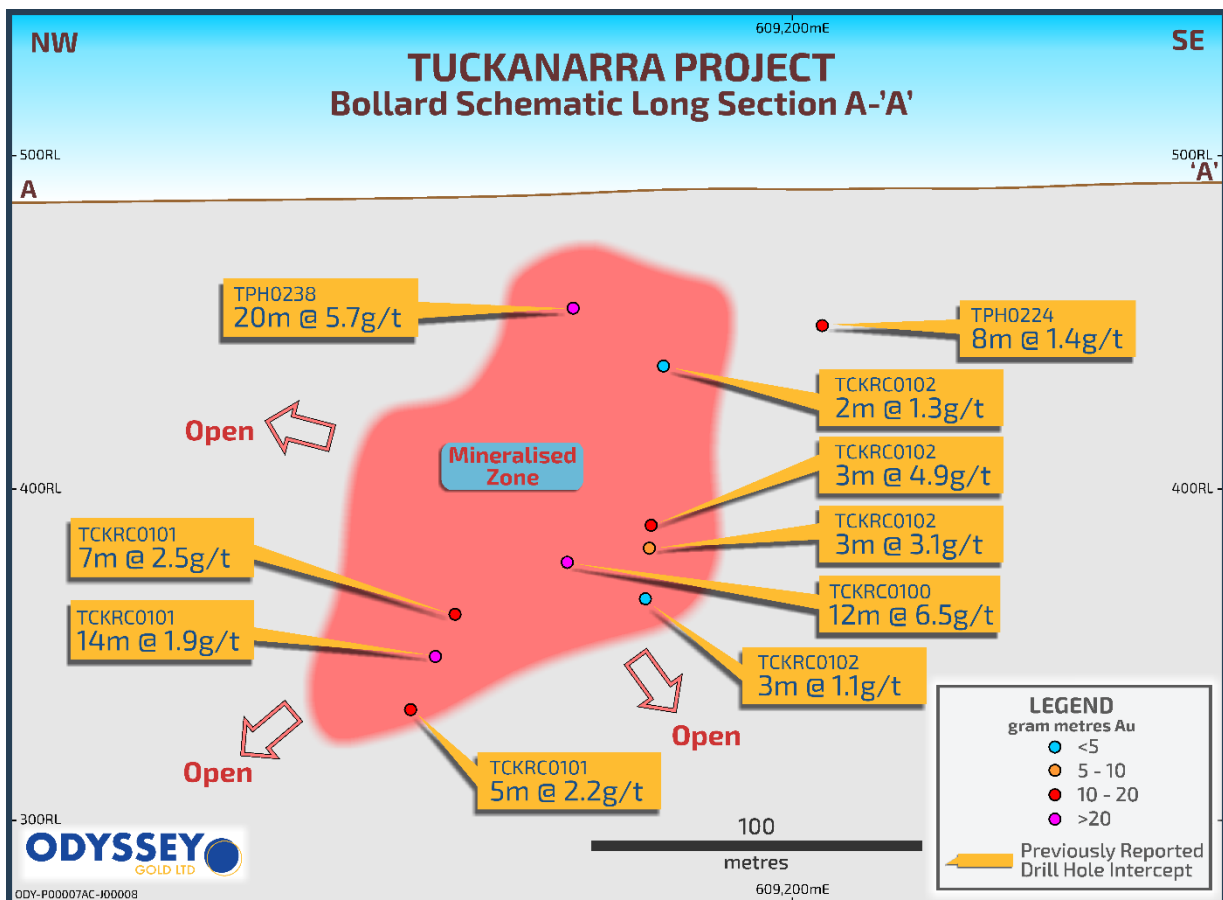 609,200mE
NW
SE
TUCKANARRA PROJECT
Bollard Schematic Long Section A-'A'
500RL
500RL
A
'A'
TPH0238
20m @ 5.7g/t
TPH0224
8m @ 1.4g/t
TCKRC0102
2m @ 1.3g/t
Open
Mineralised
Zone
TCKRC0102
3m @ 4.9g/t
400RL
400RL
TCKRC0102
3m @ 3.1g/t
TCKRC0101
7m @ 2.5g/t
TCKRC0100
12m @ 6.5g/t
TCKRC0101
14m @ 1.9g/t
TCKRC0102
3m @ 1.1g/t
Open
Open
TCKRC0101
5m @ 2.2g/t
LEGEND
gram metres Au
<5
5 - 10
10 - 20
>20
Previously Reported
Drill Hole Intercept
300RL
100
metres
ODYSSEY
GOLD LTD
ODY-P00007AC-J00008
609,200mE